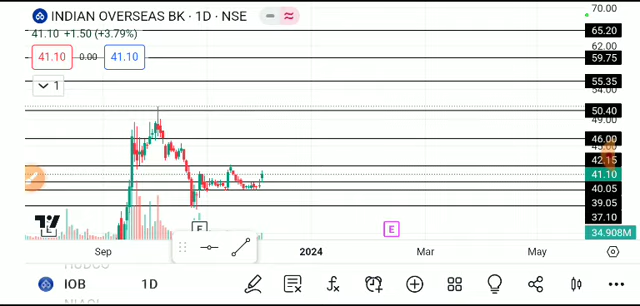 INDIAN OVERSEAS BK · 1D · NSE
41.10 +1.50 (+3.79%)
41.10 0.00 41.10
1
70.00
65.20
62.00
59.75
55.35
54.00
50.40
49.00
46.00
42.15
41.10
40.05
39.05
37.10
34.908M
E
E
E
Sep 2024 Mar May
IOB 1D